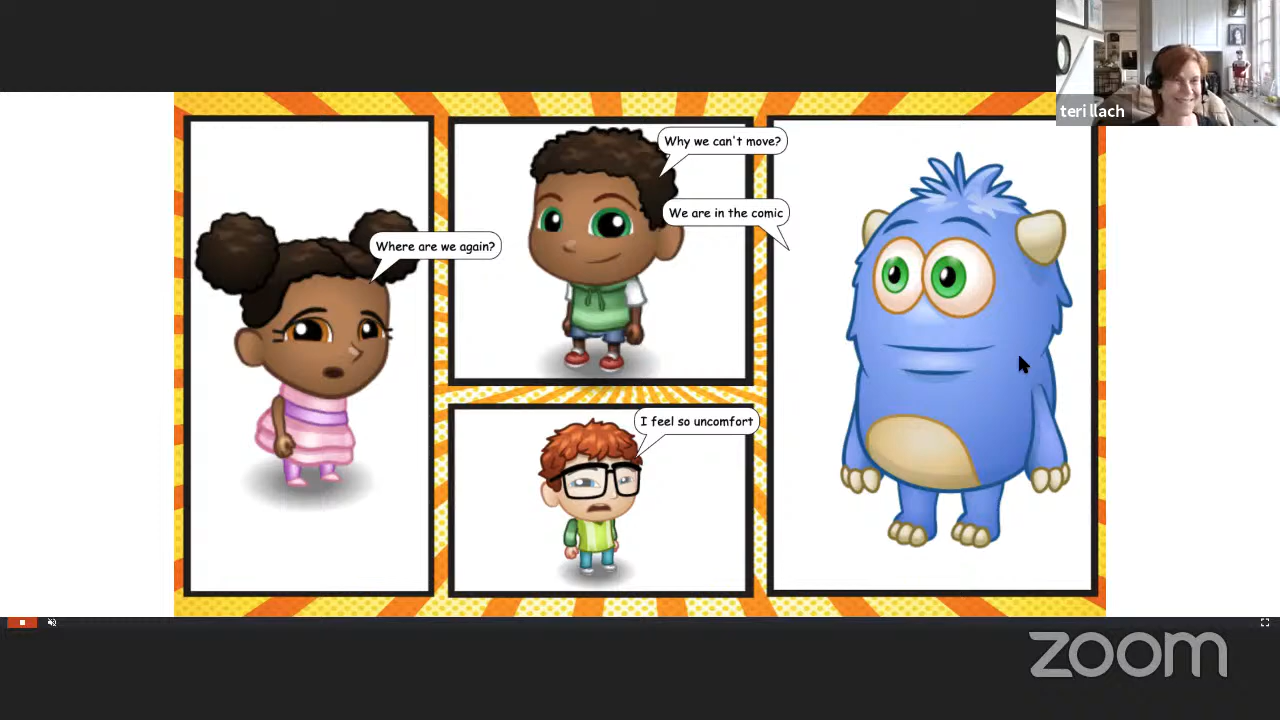 teri llach
Why we can't move?
We are in the comic
Where are we again?
I feel so uncomfort
zoom